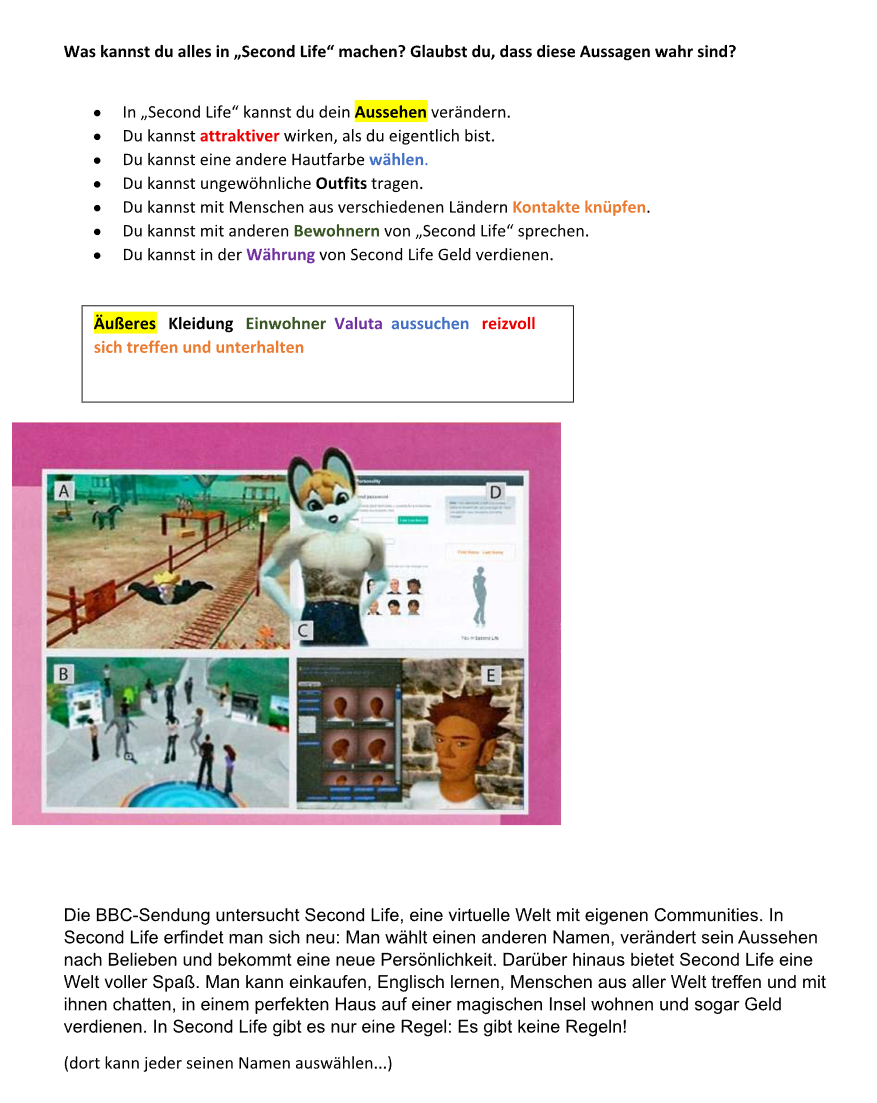 Was kannst du alles in „Second Life“ machen? Glaubst du, dass diese Aussagen wahr sind?
• In „Second Life“ kannst du dein Aussehen verändern.
• Du kannst attraktiver wirken, als du eigentlich bist.
• Du kannst eine andere Hautfarbe wählen.
• Du kannst ungewöhnliche Outfits tragen.
• Du kannst mit Menschen aus verschiedenen Ländern Kontakte knüpfen.
• Du kannst mit anderen Bewohnern von „Second Life“ sprechen.
• Du kannst in der Währung von Second Life Geld verdienen.
Äußeres Kleidung Einwohner Valuta aussuchen reizvoll
sich treffen und unterhalten
A
D
C
B
E
Die BBC-Sendung untersucht Second Life, eine virtuelle Welt mit eigenen Communities. In
Second Life erfindet man sich neu: Man wählt einen anderen Namen, verändert sein Aussehen
nach Belieben und bekommt eine neue Persönlichkeit. Darüber hinaus bietet Second Life eine
Welt voller Spaß. Man kann einkaufen, Englisch lernen, Menschen aus aller Welt treffen und mit
ihnen chatten, in einem perfekten Haus auf einer magischen Insel wohnen und sogar Geld
verdienen. In Second Life gibt es nur eine Regel: Es gibt keine Regeln!
(dort kann jeder seinen Namen auswählen...)